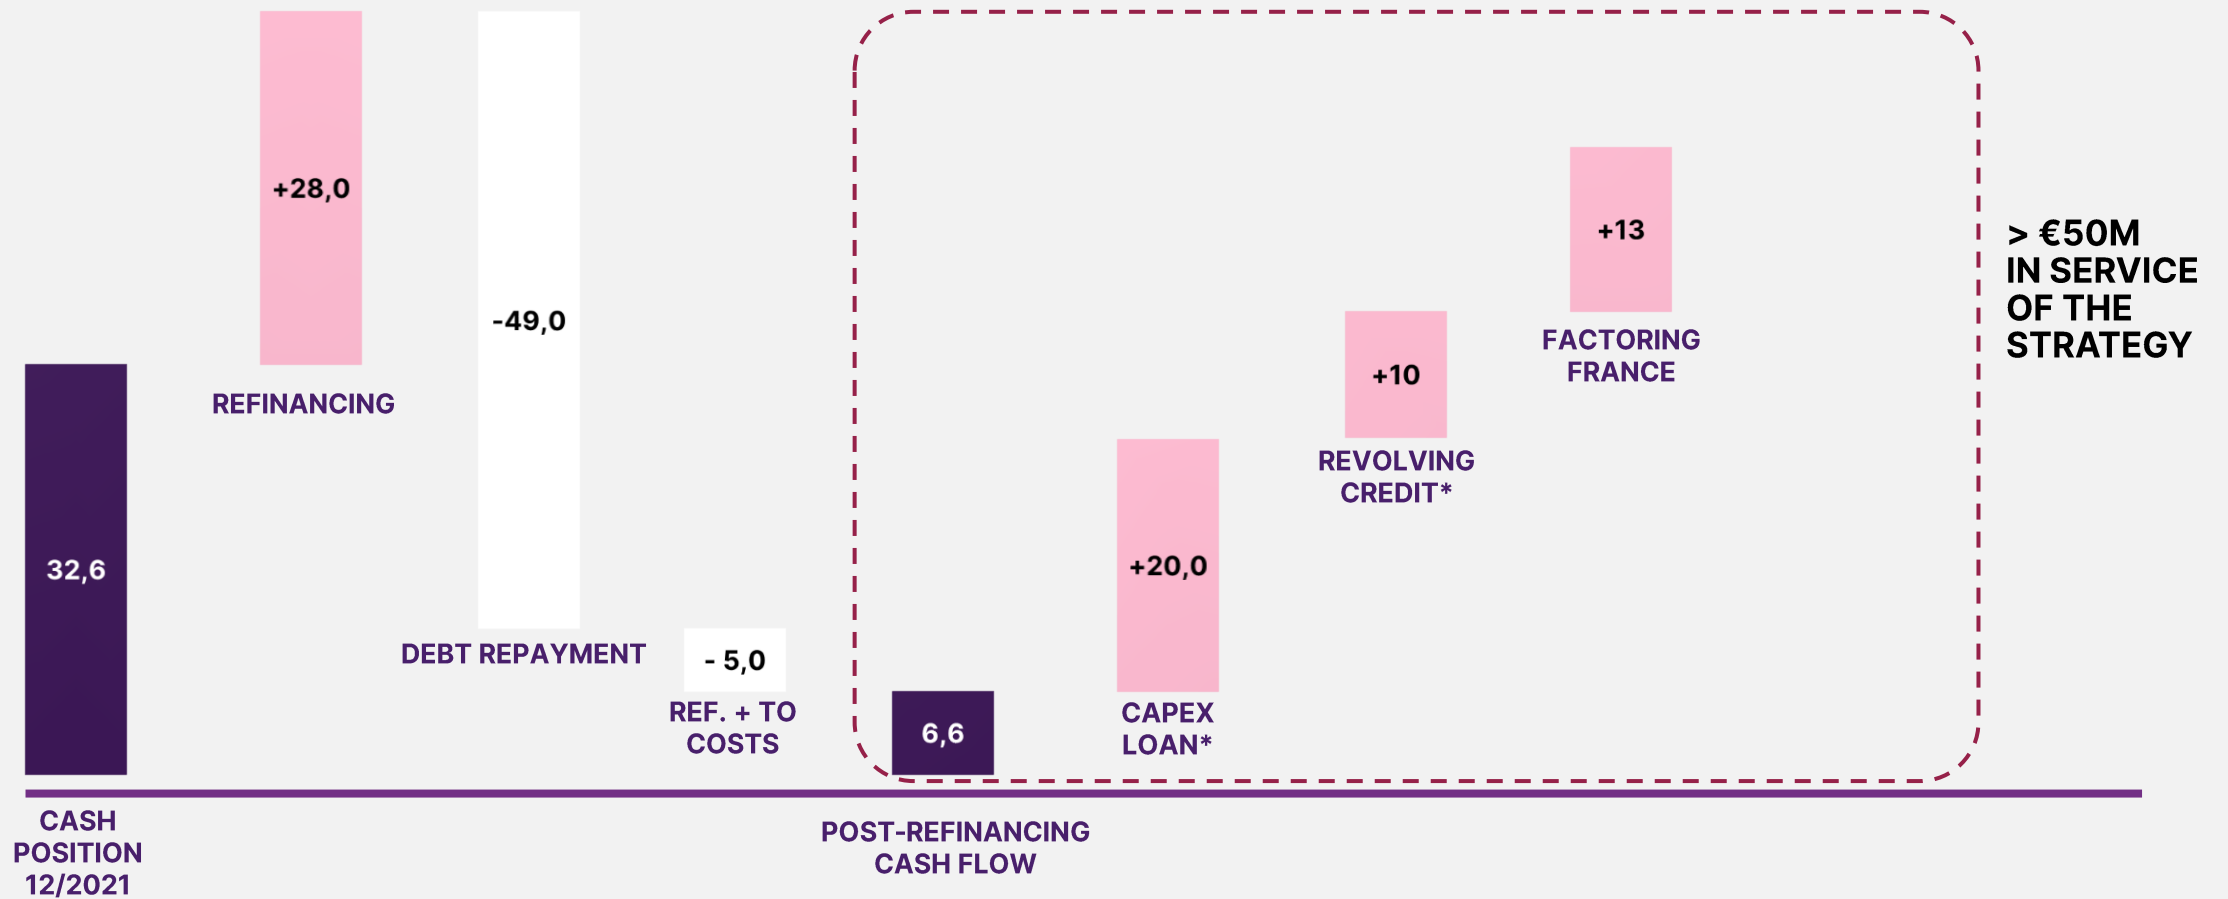 +28,0
REFINANCING
-49,0
DEBT REPAYMENT
32,6
CASH
POSITION
12/2021
- 5,0
REF. + TO
COSTS
6,6
POST-REFINANCING
CASH FLOW
+20,0
CAPEX
LOAN*
+10
REVOLVING
CREDIT*
+13
FACTORING
FRANCE
> €50M
IN SERVICE
OF THE
STRATEGY